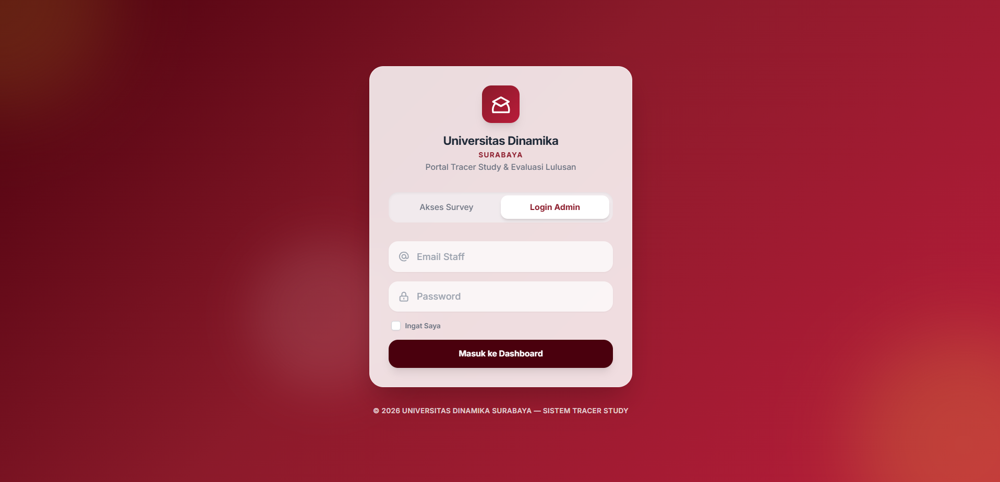 Universitas Dinamika
SURABAYA
Portal Tracer Study & Evaluasi Lulusan
Akses Survey
Login Admin
Email Staff
Password
Ingat Saya
Masuk ke Dashboard
© 2026 UNIVERSITAS DINAMIKA SURABAYA — SISTEM TRACER STUDY